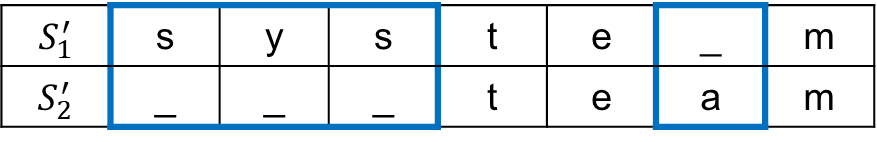 S′₁ s y s t e _ m
S′₂ _ _ _ t e a m